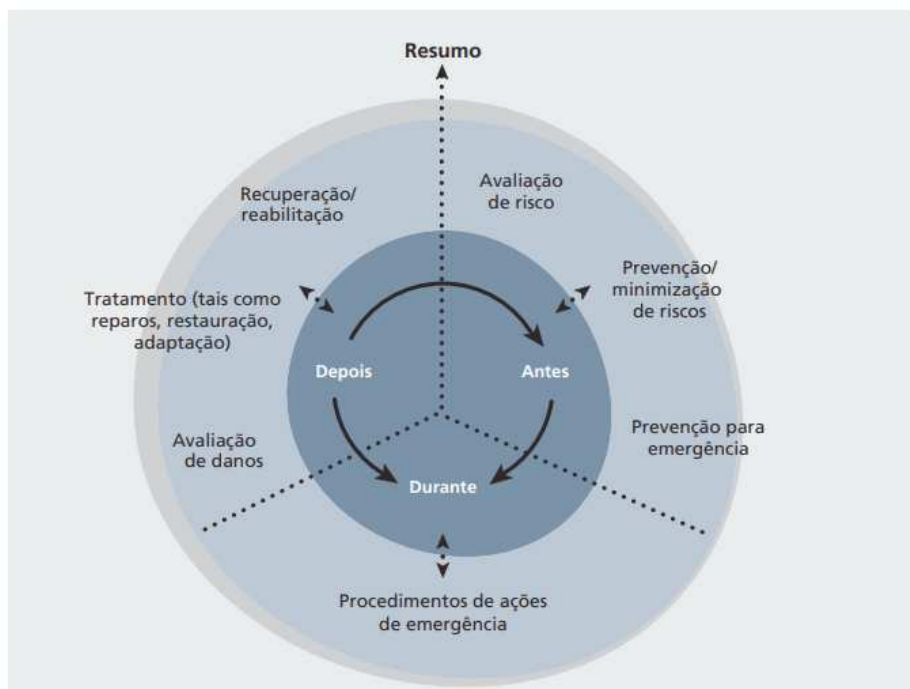 Resumo
Avaliação
de risco
Recuperação/
reabilitação
Prevenção/
minimização
de riscos
Tratamento (tais como
reparos, restauração,
adaptação)
Depois
Antes
Prevenção para
emergência
Avaliação
de danos
Durante
Procedimentos de ações
de emergência